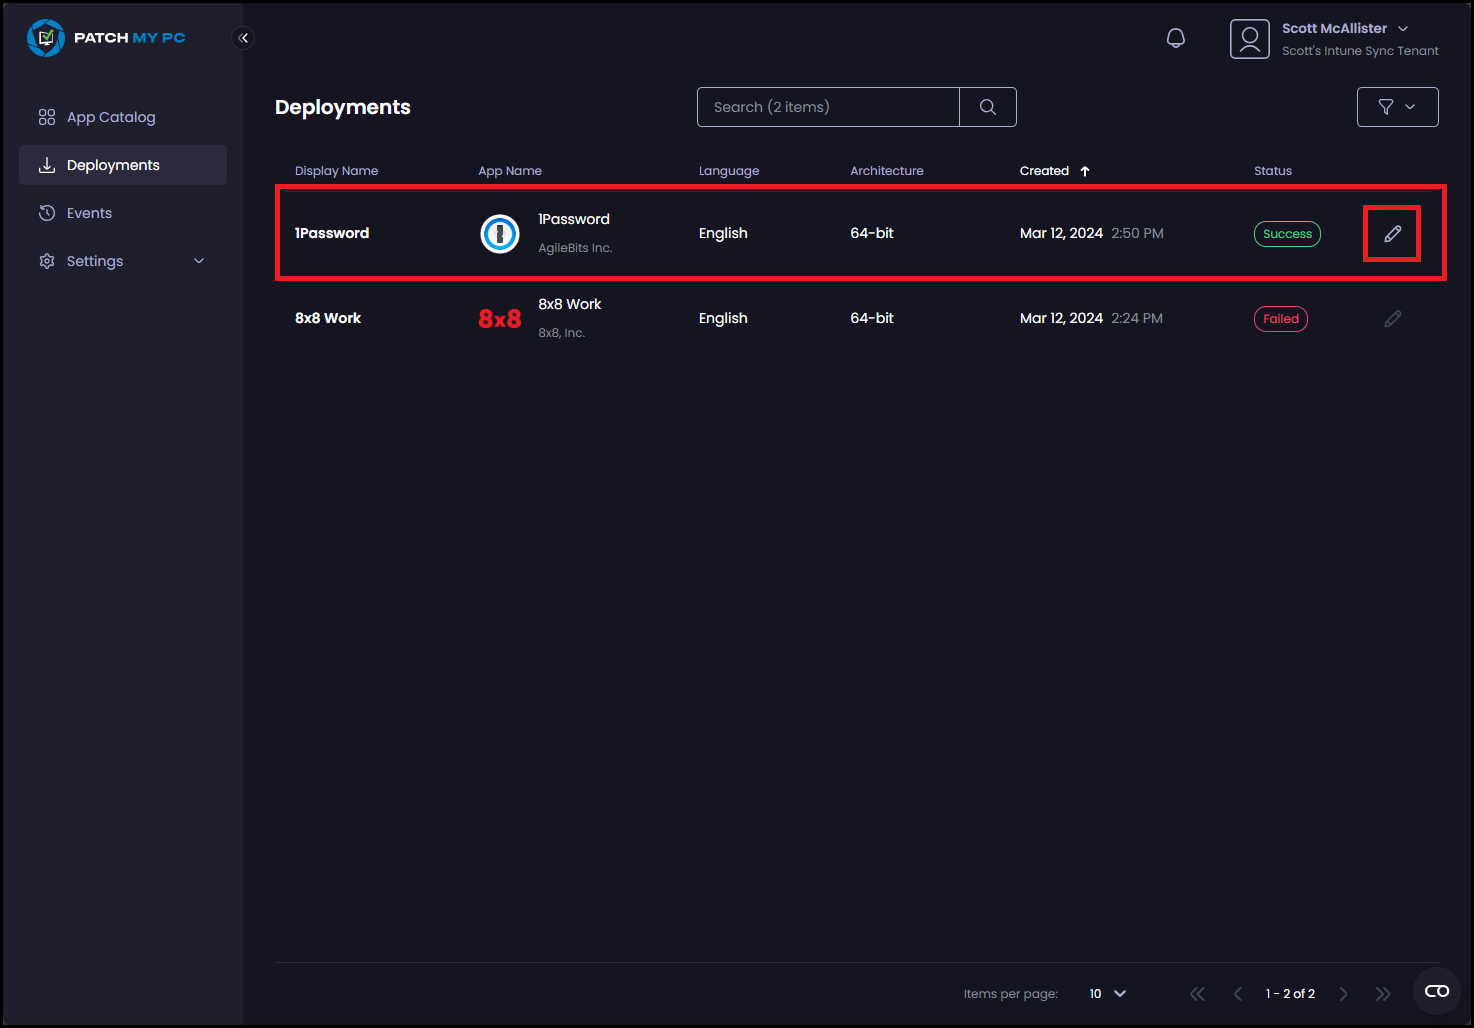 PATCH MY PC
Scott McAllister
Scott's Intune Sync Tenant
App Catalog
Deployments
Events
Settings
Deployments
Search (2 items)
Display Name App Name Language Architecture Created Status
1Password 1Password English 64-bit Mar 12, 2024 2:50 PM Success
AgileBits Inc.
8x8 Work 8x8 8x8 Work English 64-bit Mar 12, 2024 2:24 PM Failed
8x8, Inc.
Items per page: 10 1 - 2 of 2